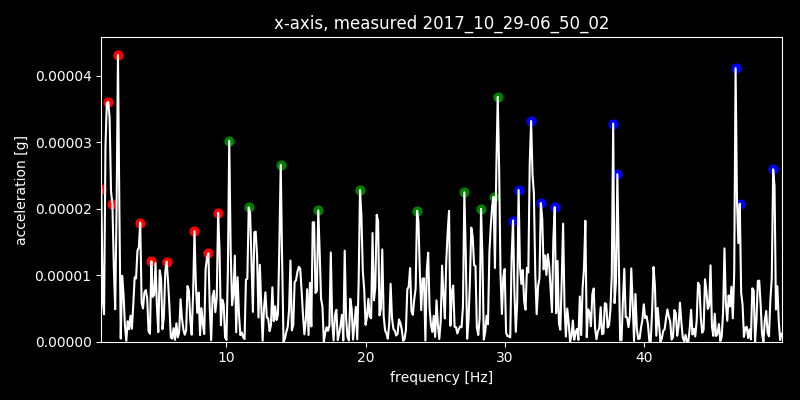 x-axis, measured 2017_10_29-06_50_02
0.00004
0.00003
0.00002
0.00001
0.00000
acceleration [g]
10 20 30 40
frequency [Hz]